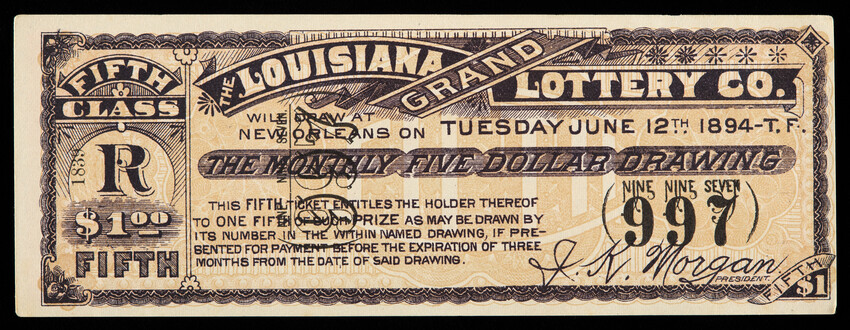 FIFTH
CLASS
R
$1.00
FIFTH
THE LOUISIANA
GRAND
LOTTERY CO.
WILL DRAW AT
NEW ORLEANS ON TUESDAY JUNE 12TH. 1894-T.F.
THE MONTHLY FIVE DOLLAR DRAWING
THIS FIFTH TICKET ENTITLES THE HOLDER THEREOF
TO ONE FIFTH OF SUCH PRIZE AS MAY BE DRAWN BY
ITS NUMBER IN THE WITHIN NAMED DRAWING, IF PRE-
SENTED FOR PAYMENT BEFORE THE EXPIRATION OF THREE
MONTHS FROM THE DATE OF SAID DRAWING.
NINE NINE SEVEN
(997)
J. K. Morgan,
PRESIDENT.
FIFTH
$1